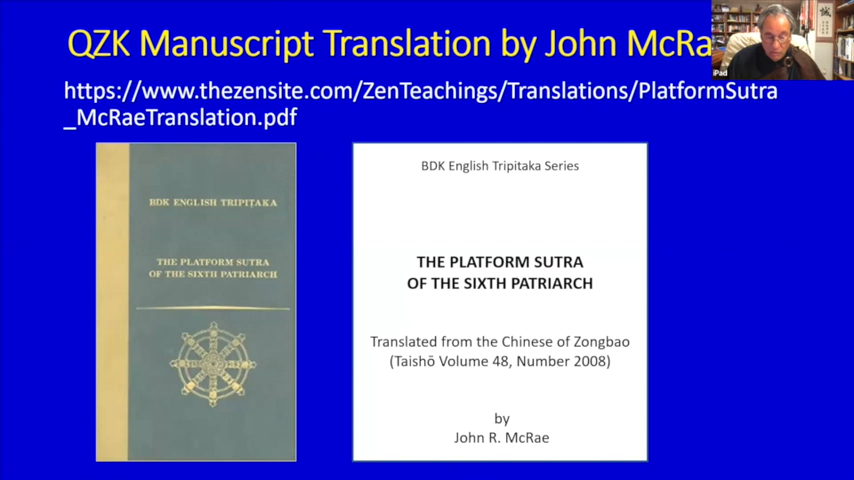 QZK Manuscript Translation by John McRa
iPad
https://www.thezensite.com/ZenTeachings/Translations/PlatformSutra
_McRaeTranslation.pdf
BDK ENGLISH TRIPIṬAKA
THE PLATFORM SUTRA
OF THE SIXTH PATRIARCH
BDK English Tripitaka Series
THE PLATFORM SUTRA
OF THE SIXTH PATRIARCH
Translated from the Chinese of Zongbao
(Taishō Volume 48, Number 2008)
by
John R. McRae